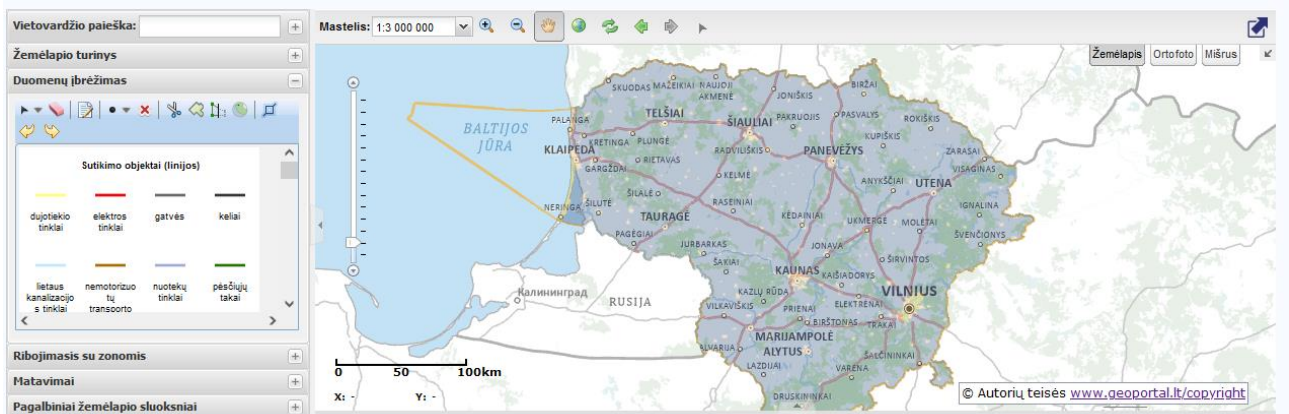 Vietovardžio paieška:
Mastelis: 1:3 000 000
Žemėlapio turinys
Duomenų įbrėžimas
Sutikimo objektai (linijos)
dujotiekio
tinklai
elektros
tinklai
gatvės
keliai
lietaus
kanalizacijo
s tinklai
nemotorizuo
tų
transporto
nuotekų
tinklai
pėsčiųjų
takai
Ribojimasis su zonomis
Matavimai
Pagalbiniai žemėlapio sluoksniai
Žemėlapis Ortofoto Mišrus
BALTIJOS
JŪRA
SKUODAS MAŽEIKIAI NAUJOJI
AKMENĖ
JONIŠKIS
BIRŽAI
PALANGA
TELŠIAI
ŠIAULIAI
PAKRUOJIS
PASVALYS
ROKIŠKIS
KUPIŠKIS
KLAIPĖDA
KRETINGA
PLUNGĖ
RADVILIŠKIS
PANEVĖŽYS
ZARASAI
GARGŽDAI
RIETAVAS
KELMĖ
VISAGINAS
ANYKŠČIAI
UTENA
ŠILALĖ
IGNALINA
NERINGA
ŠILUTĖ
TAURAGĖ
RASEINIAI
KĖDAINIAI
UKMERGĖ
MOLĖTAI
ŠVENČIONYS
PAGĖGIAI
JURBARKAS
JONAVA
ŠIRVINTOS
ŠAKIAI
KAUNAS
KAIŠIADORYS
Калининград
RUSIJA
KAZLŲ RŪDA
VILNIUS
VILKAVIŠKIS
PRIENAI
ELEKTRĖNAI
BIRŠTONAS
TRAKAI
MARIJAMPOLĖ
ALYTUS
ALVARIJA
ŠALČININKAI
LAZDIJAI
VARĖNA
DRUSKININKAI
0 50 100km
X: - Y: -
© Autorių teisės www.geoportal.lt/copyright